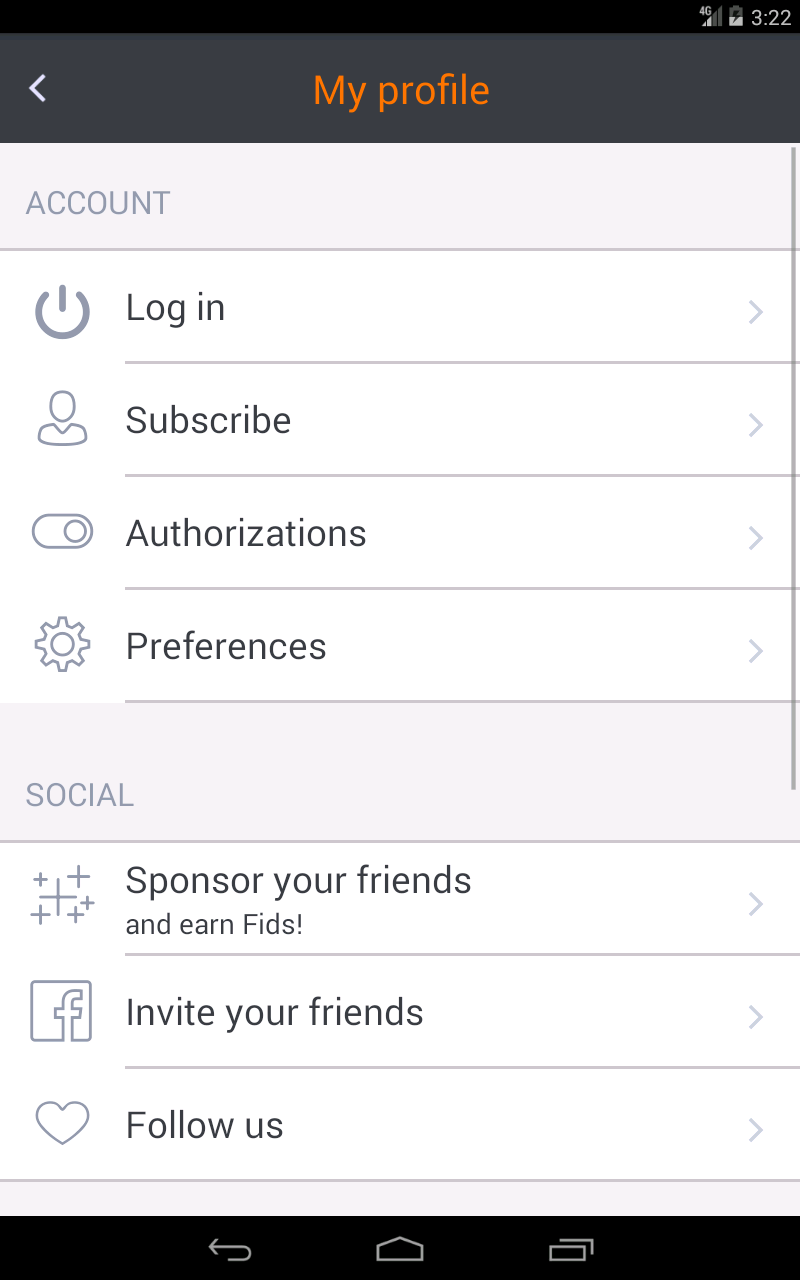 4G 3:22
My profile
ACCOUNT
Log in
Subscribe
Authorizations
Preferences
SOCIAL
Sponsor your friends
and earn Fids!
Invite your friends
Follow us